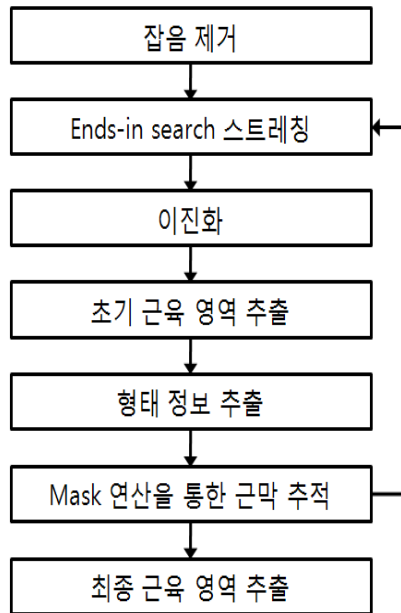 잡음 제거
Ends-in search 스트레칭
이진화
초기 근육 영역 추출
형태 정보 추출
Mask 연산을 통한 근막 추적
최종 근육 영역 추출